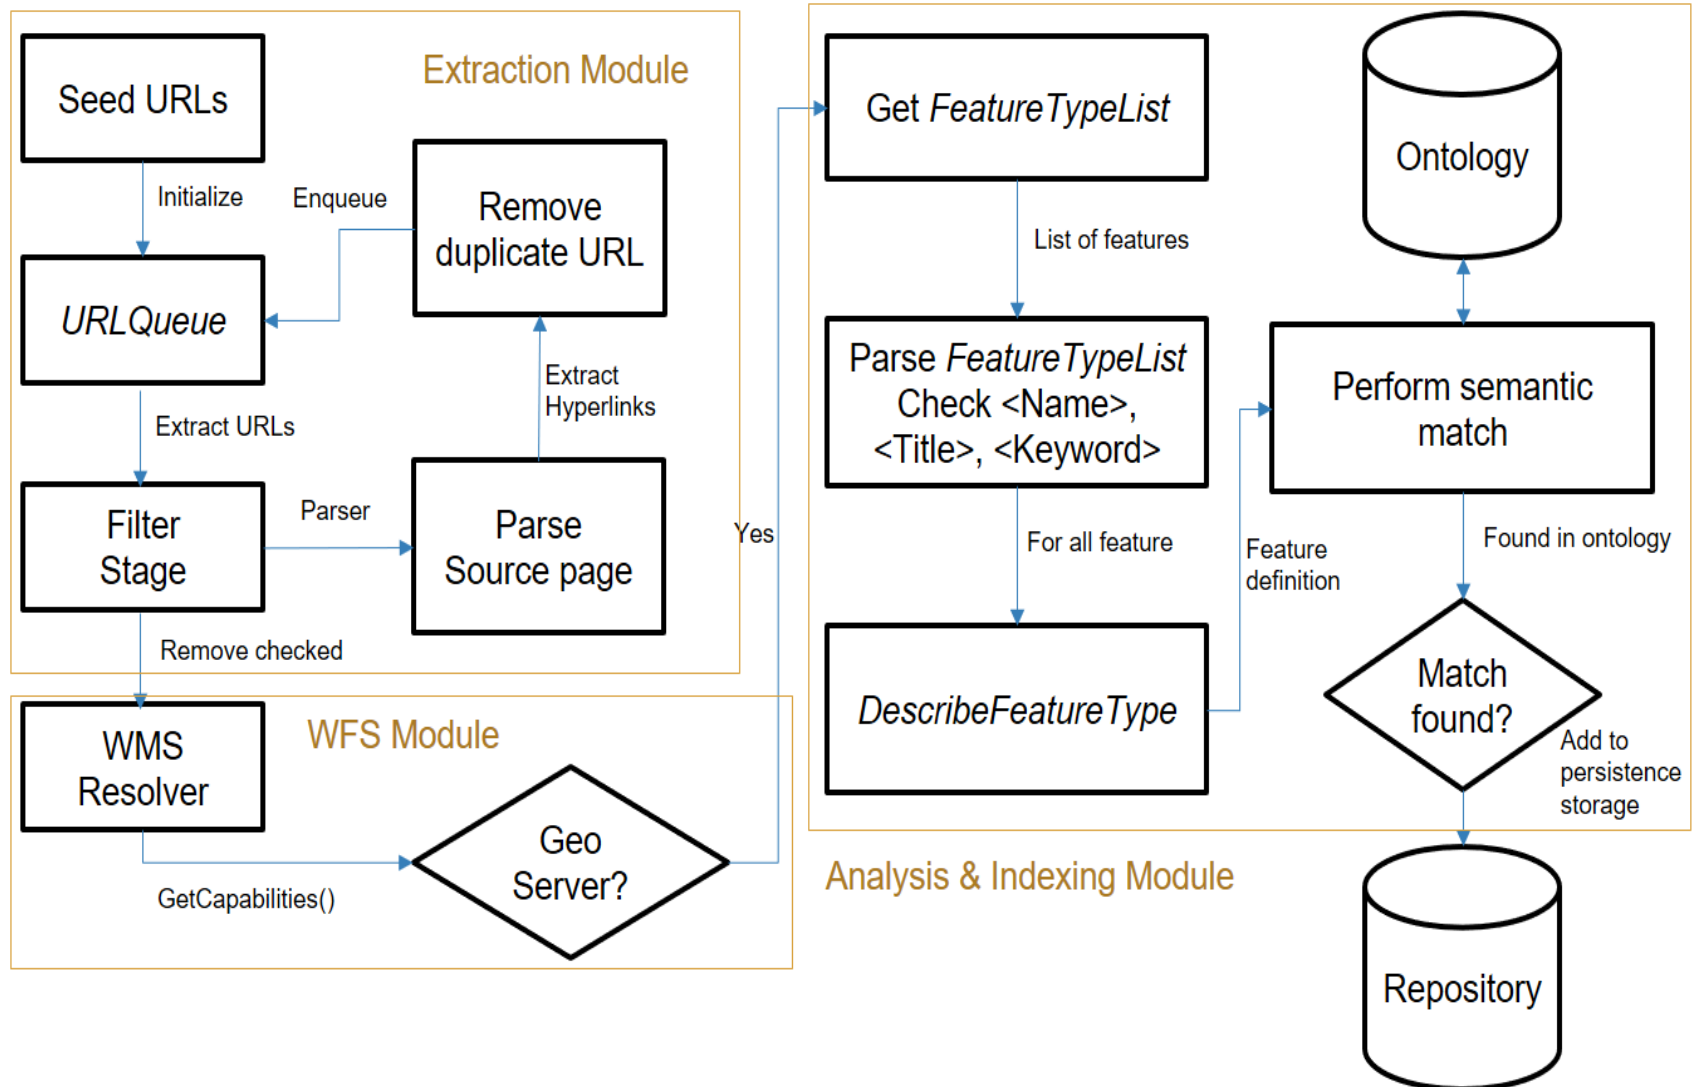 Extraction Module
Seed URLs
Initialize
Enqueue
Remove
duplicate URL
URLQueue
Extract
Hyperlinks
Extract URLs
Filter
Stage
Parser
Parse
Source page
Remove checked
WFS Module
WMS
Resolver
GetCapabilities()
Geo
Server?
Yes
Get FeatureTypeList
List of features
Parse FeatureTypeList
Check <Name>,
<Title>, <Keyword>
For all feature
DescribeFeatureType
Feature
definition
Ontology
Perform semantic
match
Found in ontology
Match
found?
Add to
persistence
storage
Analysis & Indexing Module
Repository